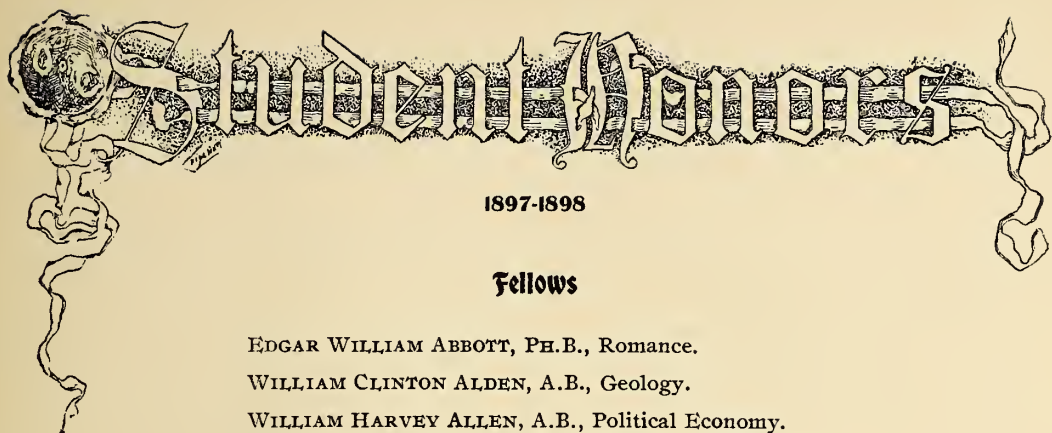 Student Honors
1897-1898
Fellows
EDGAR WILLIAM ABBOTT, PH.B., Romance.
WILLIAM CLINTON ALDEN, A.B., Geology.
WILLIAM HARVEY ALLEN, A.B., Political Economy.